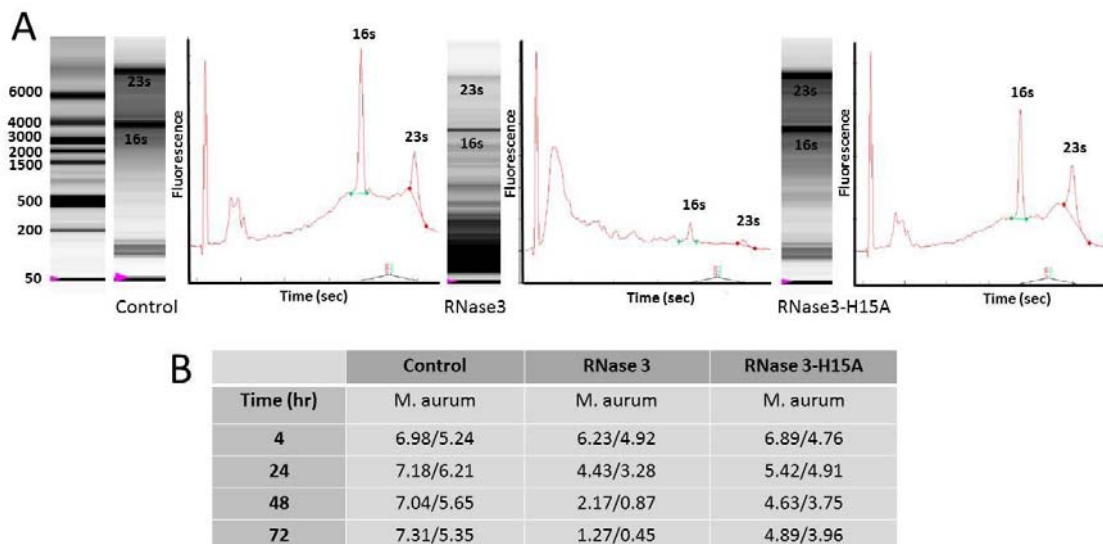 A
6000
4000
3000
2000
1500
500
200
50
23s
16s
Control
Fluorescence
16s
23s
Time (sec)
23s
16s
RNase3
Fluorescence
16s
23s
Time (sec)
23s
16s
RNase3-H15A
Fluorescence
16s
23s
Time (sec)
B
Control RNase 3 RNase 3-H15A
Time (hr) M. aurum M. aurum M. aurum
4 6.98/5.24 6.23/4.92 6.89/4.76
24 7.18/6.21 4.43/3.28 5.42/4.91
48 7.04/5.65 2.17/0.87 4.63/3.75
72 7.31/5.35 1.27/0.45 4.89/3.96